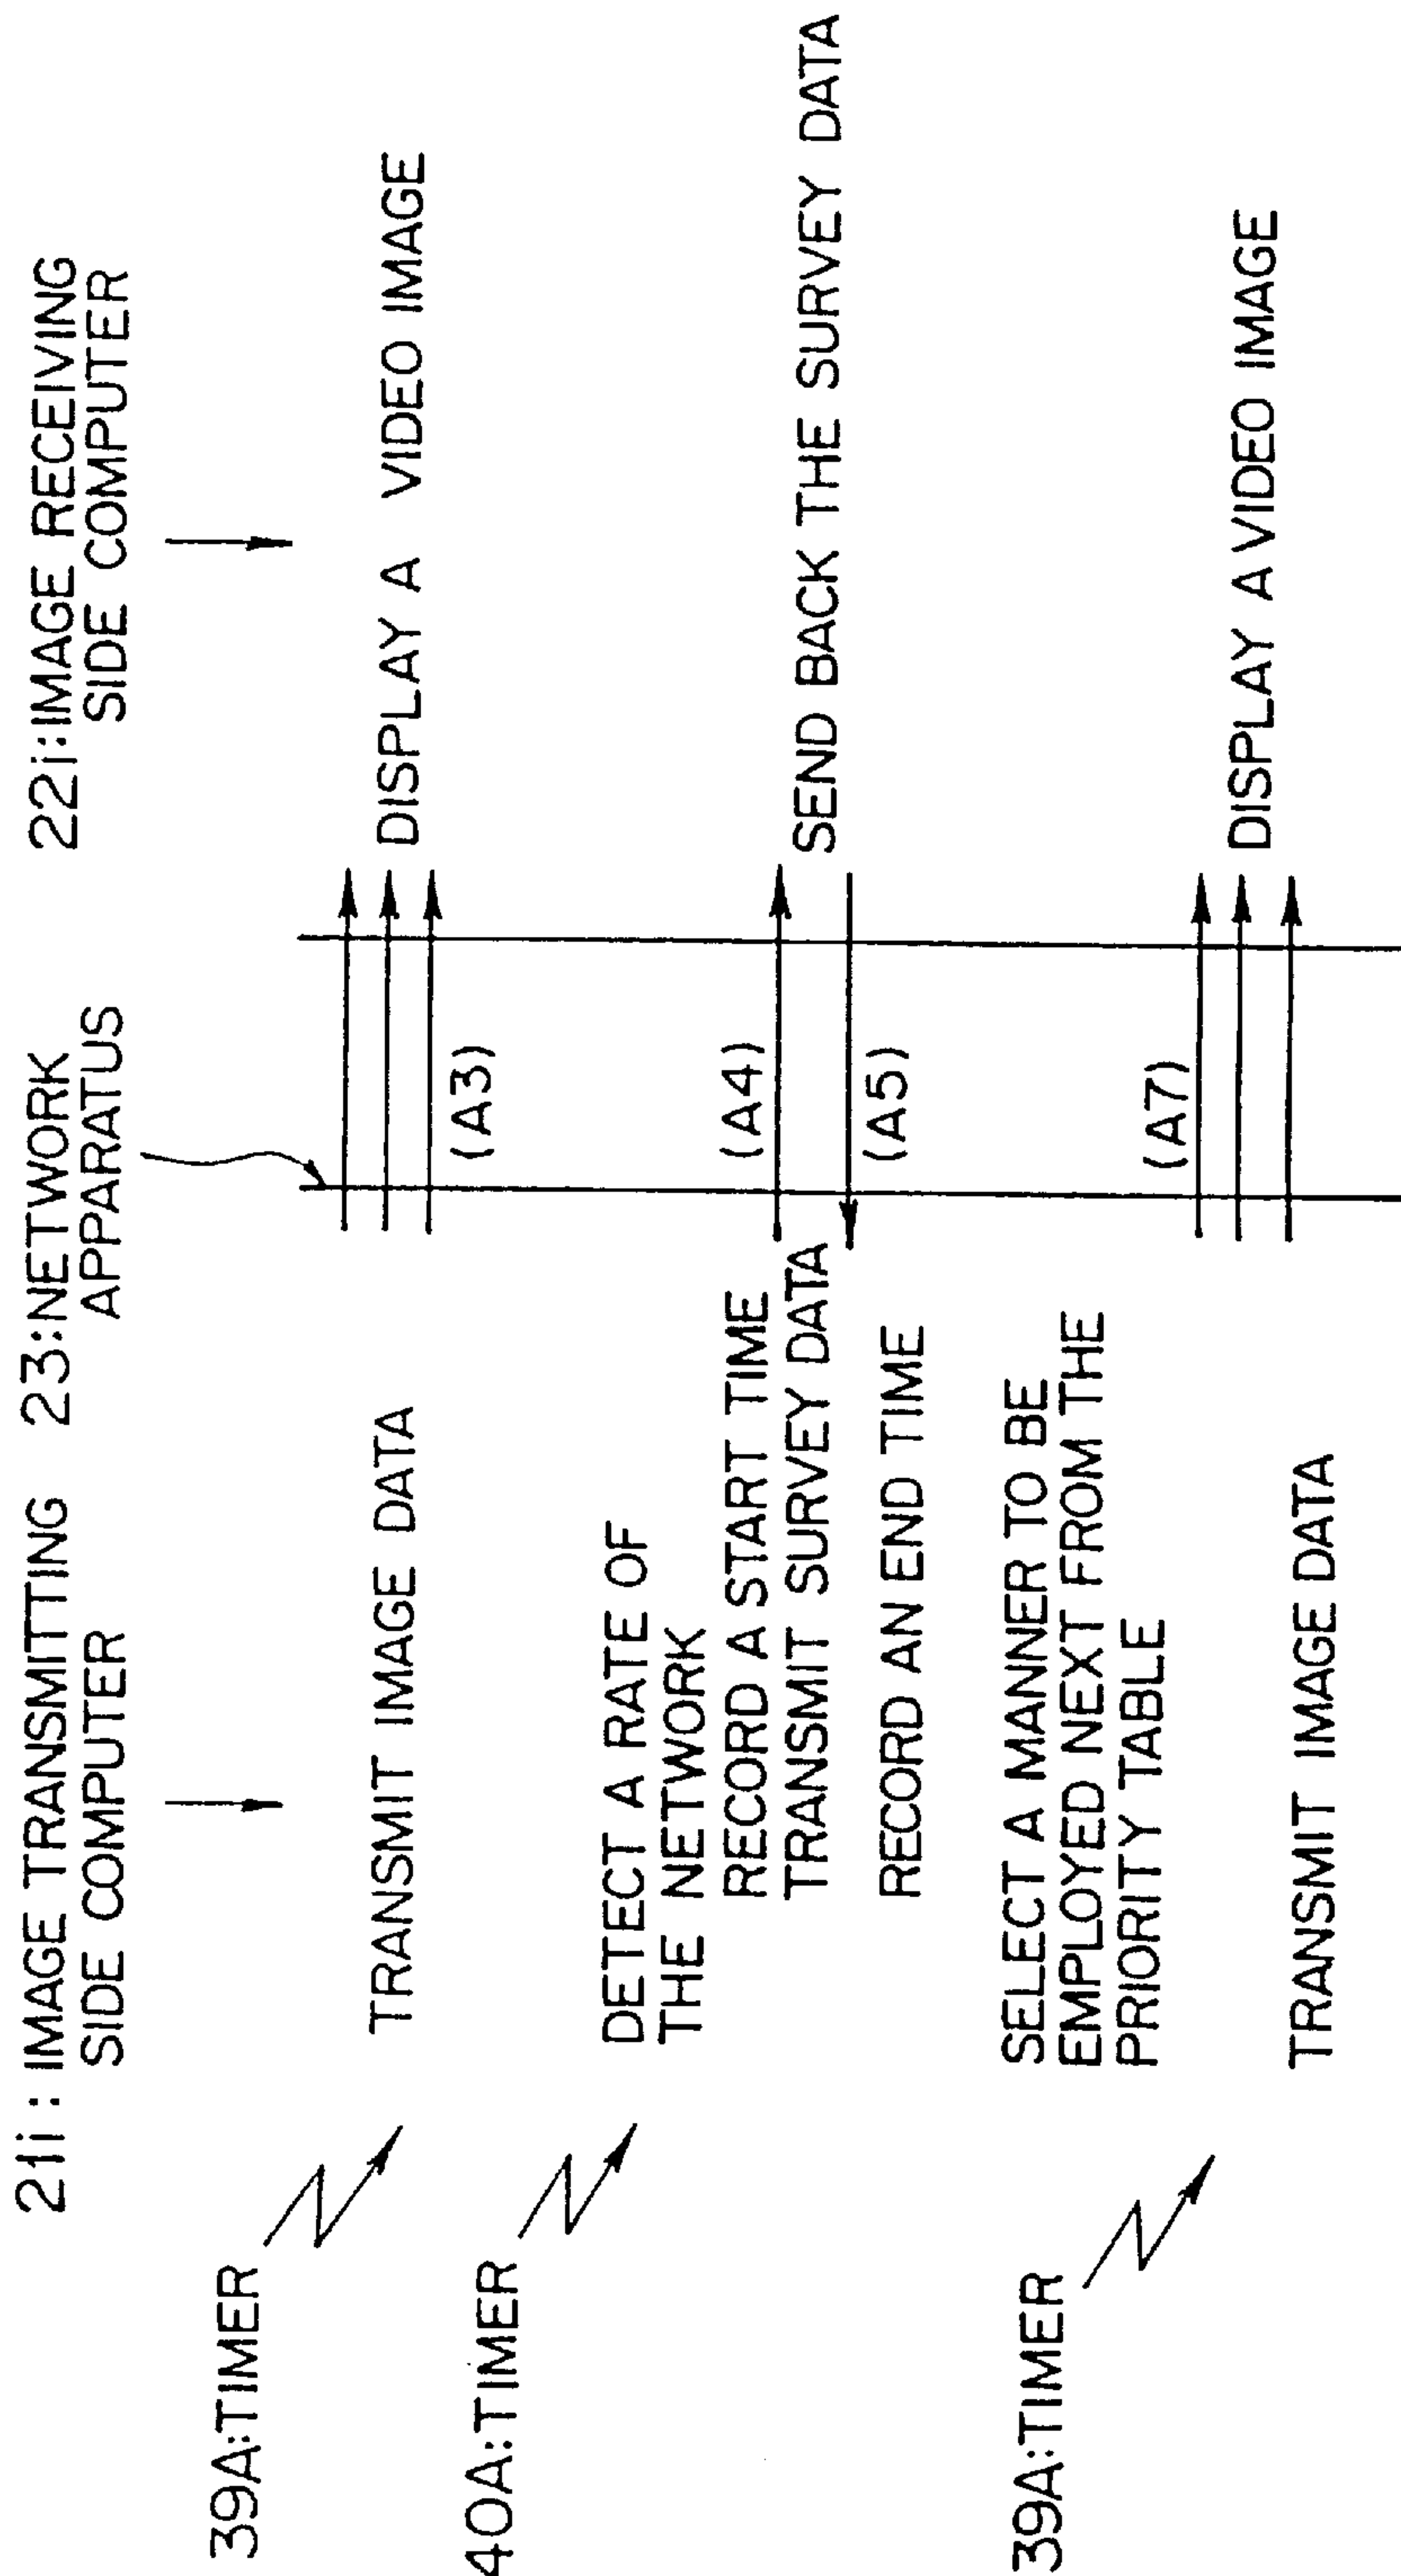 21i: IMAGE TRANSMITTING
SIDE COMPUTER
23:NETWORK
APPARATUS
22i:IMAGE RECEIVING
SIDE COMPUTER
39A:TIMER
TRANSMIT IMAGE DATA
(A3)
DISPLAY A VIDEO IMAGE
40A:TIMER
DETECT A RATE OF
THE NETWORK
RECORD A START TIME
TRANSMIT SURVEY DATA
(A4)
SEND BACK THE SURVEY DATA
(A5)
RECORD AN END TIME
SELECT A MANNER TO BE
EMPLOYED NEXT FROM THE
PRIORITY TABLE
39A:TIMER
(A7)
TRANSMIT IMAGE DATA
DISPLAY A VIDEO IMAGE